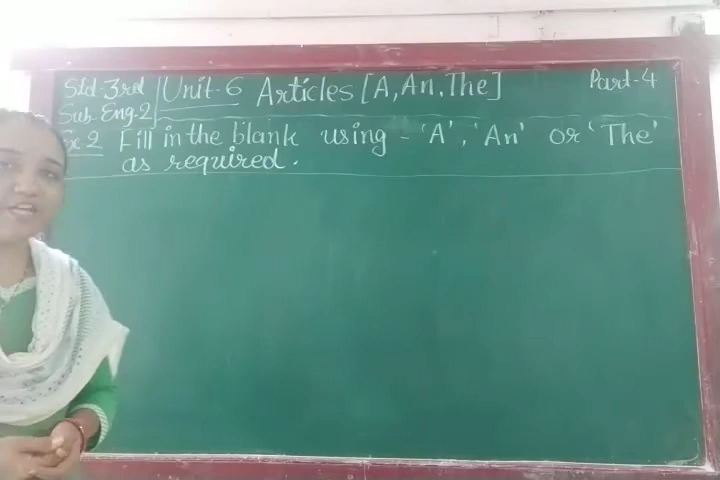 Std-3rd Unit-6 Articles [A, An, The] Part-4
Sub-Eng-2
Ex 2 Fill in the blank using - 'A', 'An' or 'The'
as required.